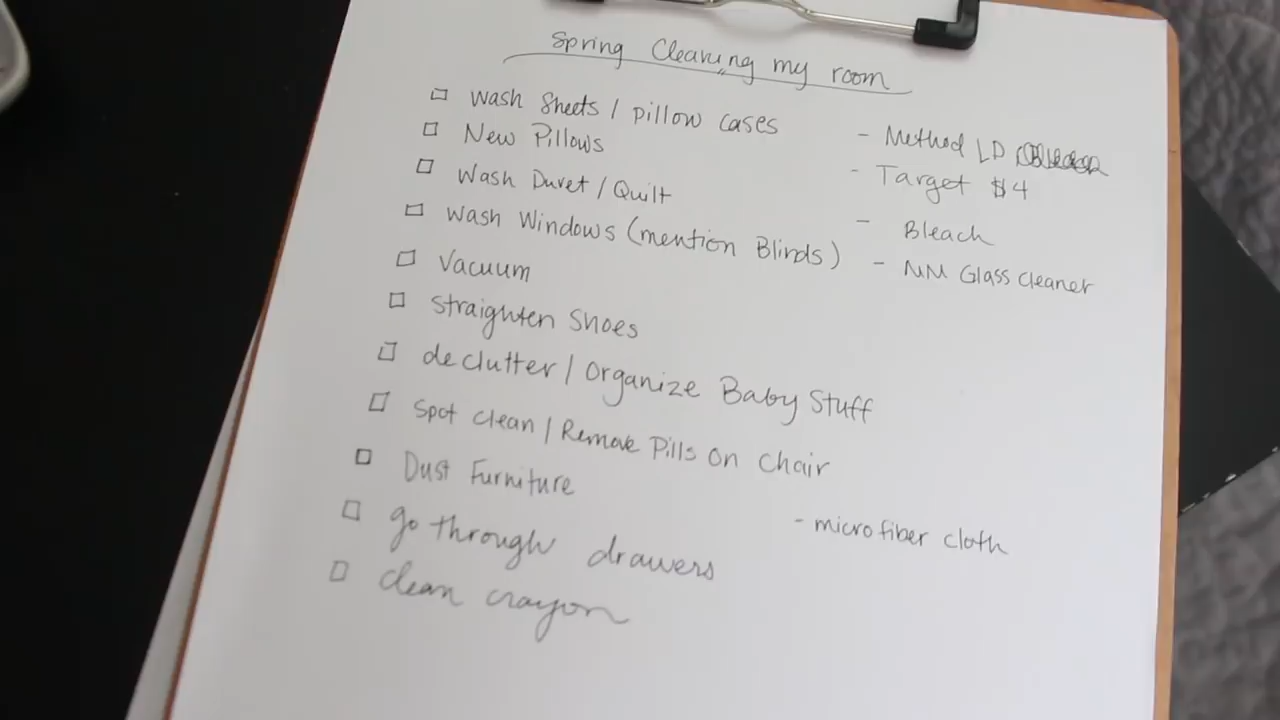 Spring Cleaning my room
Wash Sheets / pillow cases - Method LD
New Pillows - Target $4
Wash Duvet / Quilt - Bleach
Wash Windows (mention Blinds) - MM Glass Cleaner
Vacuum
Straighten Shoes
declutter / Organize Baby Stuff
Spot clean / Remove Pills on Chair
Dust Furniture - microfiber cloth
go through drawers
clean crayon